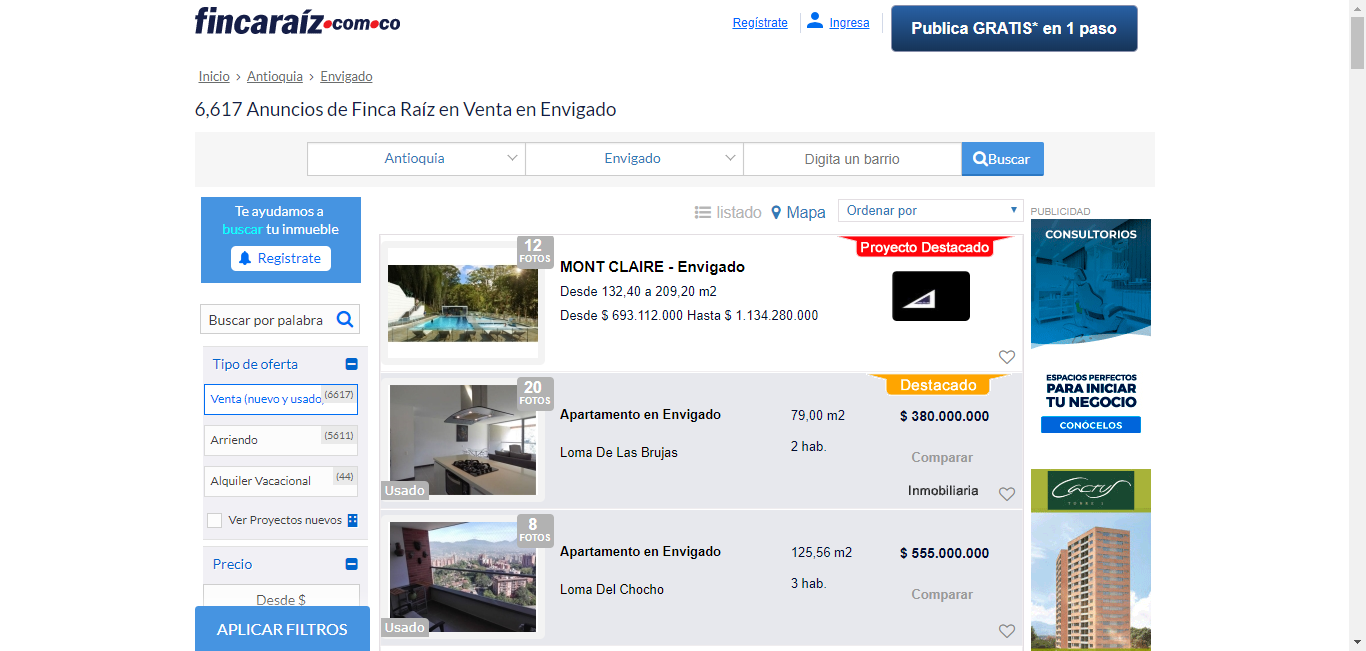 fincaraíz.com.co
Regístrate
Ingresa
Publica GRATIS* en 1 paso
Inicio > Antioquia > Envigado
6,617 Anuncios de Finca Raíz en Venta en Envigado
Antioquia
Envigado
Digita un barrio
Buscar
Te ayudamos a
buscar tu inmueble
Registrate
listado
Mapa
Ordenar por
PUBLICIDAD
Buscar por palabra
Tipo de oferta
Venta (nuevo y usado)
(6617)
Arriendo
(5611)
Alquiler Vacacional
(44)
Ver Proyectos nuevos
Precio
Desde $
APLICAR FILTROS
12
FOTOS
MONT CLAIRE - Envigado
Desde 132,40 a 209,20 m2
Desde $ 693.112.000 Hasta $ 1.134.280.000
Proyecto Destacado
20
FOTOS
Usado
Apartamento en Envigado
Loma De Las Brujas
79,00 m2
2 hab.
Destacado
$ 380.000.000
Comparar
Inmobiliaria
8
FOTOS
Usado
Apartamento en Envigado
Loma Del Chocho
125,56 m2
3 hab.
$ 555.000.000
Comparar
CONSULTORIOS
ESPACIOS PERFECTOS
PARA INICIAR
TU NEGOCIO
CONÓCELOS
Cactus